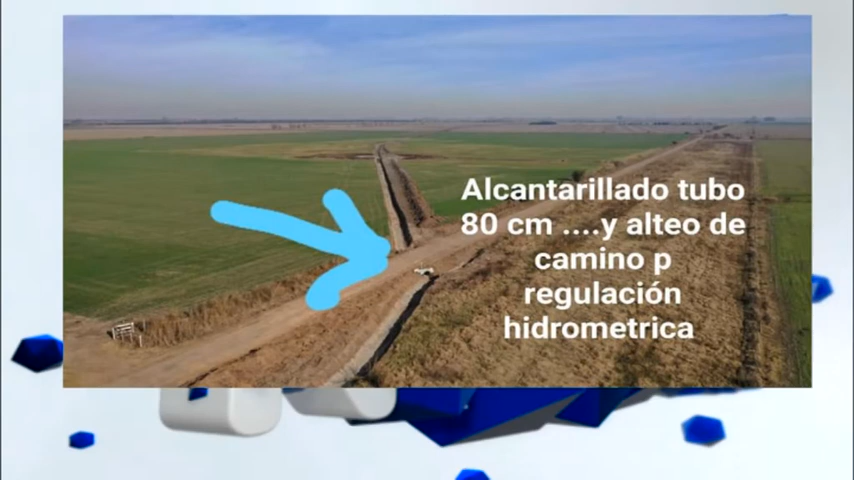 Alcantarillado tubo
80 cm ....y alteo de
camino p
regulación
hidrometrica